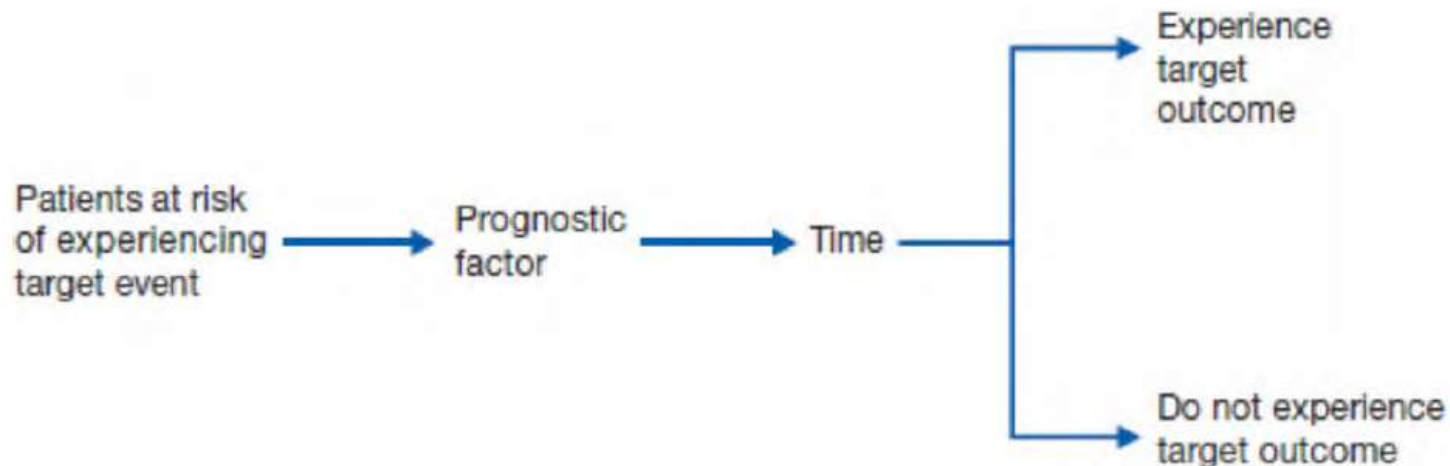 Experience
target
outcome
Patients at risk
of experiencing
target event
Prognostic
factor
Time
Do not experience
target outcome